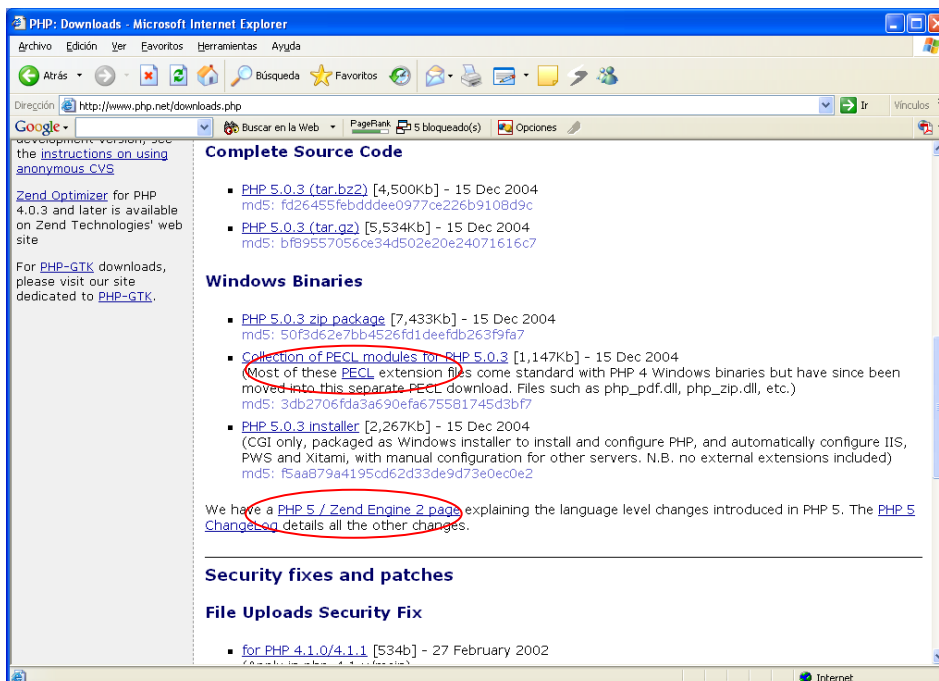 PHP: Downloads - Microsoft Internet Explorer
Archivo Edición Ver Favoritos Herramientas Ayuda
Atrás Búsqueda Favoritos
Dirección http://www.php.net/downloads.php Ir Vínculos
Google Buscar en la Web PageRank 5 bloqueado(s) Opciones
development version, see
the instructions on using
anonymous CVS
Zend Optimizer for PHP
4.0.3 and later is available
on Zend Technologies' web
site
For PHP-GTK downloads,
please visit our site
dedicated to PHP-GTK.
Complete Source Code
PHP 5.0.3 (tar.bz2) [4,500Kb] - 15 Dec 2004
md5: fd26455febdddee0977ce226b9108d9c
PHP 5.0.3 (tar.gz) [5,534Kb] - 15 Dec 2004
md5: bf89557056ce34d502e20e24071616c7
Windows Binaries
PHP 5.0.3 zip package [7,433Kb] - 15 Dec 2004
md5: 50f3d62e7bb4526fd1deefdb263f9fa7
Collection of PECL modules for PHP 5.0.3 [1,147Kb] - 15 Dec 2004
(Most of these PECL extension files come standard with PHP 4 Windows binaries but have since been
moved into this separate PECL download. Files such as php_pdf.dll, php_zip.dll, etc.)
md5: 3db2706fda3a690efa675581745d3bf7
PHP 5.0.3 installer [2,267Kb] - 15 Dec 2004
(CGI only, packaged as Windows installer to install and configure PHP, and automatically configure IIS,
PWS and Xitami, with manual configuration for other servers. N.B. no external extensions included)
md5: f5aa879a4195cd62d33de9d73e0ec0e2
We have a PHP 5 / Zend Engine 2 page explaining the language level changes introduced in PHP 5. The PHP 5
ChangeLog details all the other changes.
Security fixes and patches
File Uploads Security Fix
for PHP 4.1.0/4.1.1 [534b] - 27 February 2002
Internet